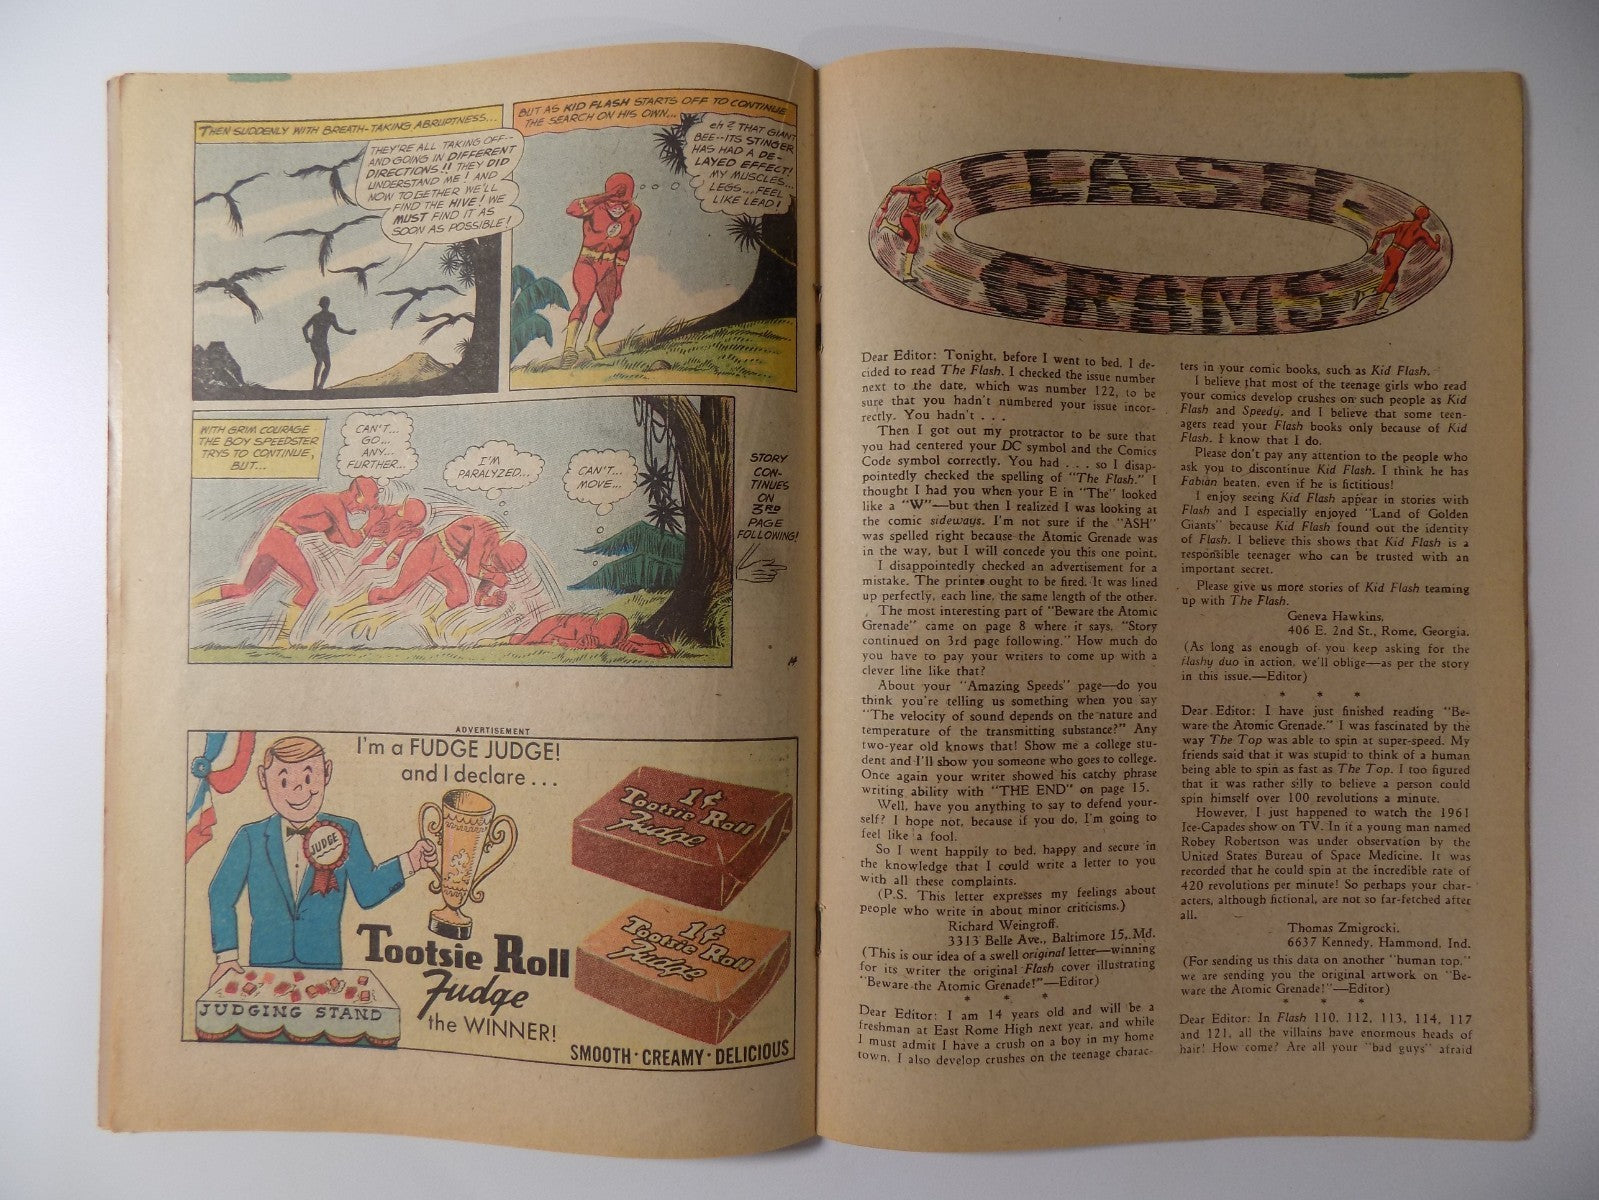 THEN SUDDENLY WITH BREATH-TAKING ABRUPTNESS...
THEY'RE ALL TAKING OFF--
AND GOING IN DIFFERENT
DIRECTIONS!! THEY DID
UNDERSTAND ME! AND
NOW TOGETHER WE'LL
FIND THE HIVE! WE
MUST FIND IT AS
SOON AS POSSIBLE!
BUT AS KID FLASH STARTS OFF TO CONTINUE
THE SEARCH ON HIS OWN...
eh? THAT GIANT
BEE--ITS STINGER
HAS HAD A DE-
LAYED EFFECT!
MY MUSCLES...
LEGS...FEEL
LIKE LEAD!
WITH GRIM COURAGE
THE BOY SPEEDSTER
TRYS TO CONTINUE,
BUT...
CAN'T...
GO...
ANY...
FURTHER...
I'M
PARALYZED...
CAN'T...
MOVE...
STORY
CON-
TINUES
ON
3RD
PAGE
FOLLOWING!
14
ADVERTISEMENT
I'm a FUDGE JUDGE!
and I declare...
JUDGE
1¢
Tootsie Roll
Fudge
1¢
Tootsie Roll
Fudge
Tootsie Roll
Fudge
the WINNER!
JUDGING STAND
SMOOTH · CREAMY · DELICIOUS
FLASH-
GRAMS
Dear Editor: Tonight, before I went to bed, I de-
cided to read The Flash. I checked the issue number
next to the date, which was number 122, to be
sure that you hadn't numbered your issue incor-
rectly. You hadn't . . .
Then I got out my protractor to be sure that
you had centered your DC symbol and the Comics
Code symbol correctly. You had . . . so I disap-
pointedly checked the spelling of "The Flash." I
thought I had you when your E in "The" looked
like a "W"—but then I realized I was looking at
the comic sideways. I'm not sure if the "ASH"
was spelled right because the Atomic Grenade was
in the way, but I will concede you this one point.
I disappointedly checked an advertisement for a
mistake. The printer ought to be fired. It was lined
up perfectly, each line, the same length of the other.
The most interesting part of "Beware the Atomic
Grenade" came on page 8 where it says, "Story
continued on 3rd page following." How much do
you have to pay your writers to come up with a
clever line like that?
About your "Amazing Speeds" page—do you
think you're telling us something when you say
"The velocity of sound depends on the nature and
temperature of the transmitting substance?" Any
two-year old knows that! Show me a college stu-
dent and I'll show you someone who goes to college.
Once again your writer showed his catchy phrase
writing ability with "THE END" on page 15.
Well, have you anything to say to defend your-
self? I hope not, because if you do, I'm going to
feel like a fool.
So I went happily to bed, happy and secure in
the knowledge that I could write a letter to you
with all these complaints.
(P.S. This letter expresses my feelings about
people who write in about minor criticisms.)
Richard Weingroff,
3313 Belle Ave., Baltimore 15, Md.
(This is our idea of a swell original letter—winning
for its writer the original Flash cover illustrating
"Beware the Atomic Grenade!"—Editor)
* * *
Dear Editor: I am 14 years old and will be a
freshman at East Rome High next year, and while
I must admit I have a crush on a boy in my home
town, I also develop crushes on the teenage charac-
ters in your comic books, such as Kid Flash.
I believe that most of the teenage girls who read
your comics develop crushes on such people as Kid
Flash and Speedy, and I believe that some teen-
agers read your Flash books only because of Kid
Flash. I know that I do.
Please don't pay any attention to the people who
ask you to discontinue Kid Flash. I think he has
Fabian beaten, even if he is fictitious!
I enjoy seeing Kid Flash appear in stories with
Flash and I especially enjoyed "Land of Golden
Giants" because Kid Flash found out the identity
of Flash. I believe this shows that Kid Flash is a
responsible teenager who can be trusted with an
important secret.
Please give us more stories of Kid Flash teaming
up with The Flash.
Geneva Hawkins,
406 E. 2nd St., Rome, Georgia.
(As long as enough of you keep asking for the
flashy duo in action, we'll oblige—as per the story
in this issue.—Editor)
* * *
Dear Editor: I have just finished reading "Be-
ware the Atomic Grenade." I was fascinated by the
way The Top was able to spin at super-speed. My
friends said that it was stupid to think of a human
being able to spin as fast as The Top. I too figured
that it was rather silly to believe a person could
spin himself over 100 revolutions a minute.
However, I just happened to watch the 1961
Ice-Capades show on TV. In it a young man named
Robey Robertson was under observation by the
United States Bureau of Space Medicine. It was
recorded that he could spin at the incredible rate of
420 revolutions per minute! So perhaps your char-
acters, although fictional, are not so far-fetched after
all.
Thomas Zmigrocki,
6637 Kennedy, Hammond, Ind.
(For sending us this data on another "human top,"
we are sending you the original artwork on "Be-
ware the Atomic Grenade!"—Editor)
* * *
Dear Editor: In Flash 110, 112, 113, 114, 117
and 121, all the villains have enormous heads of
hair! How come? Are all your "bad guys" afraid